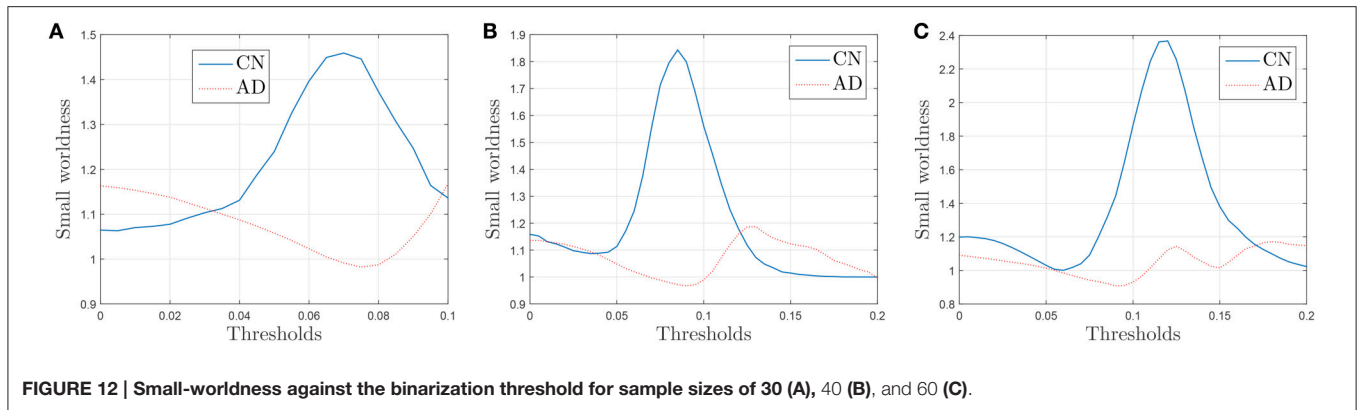 A
1.5
1.4
1.3
1.2
1.1
1
0.9
Small worldness
CN
AD
0
0.02
0.04
0.06
0.08
0.1
Thresholds
B
1.9
1.8
1.7
1.6
1.5
1.4
1.3
1.2
1.1
1
0.9
Small worldness
CN
AD
0
0.05
0.1
0.15
0.2
Thresholds
C
2.4
2.2
2
1.8
1.6
1.4
1.2
1
0.8
Small worldness
CN
AD
0
0.05
0.1
0.15
0.2
Thresholds
FIGURE 12 | Small-worldness against the binarization threshold for sample sizes of 30 (A), 40 (B), and 60 (C).